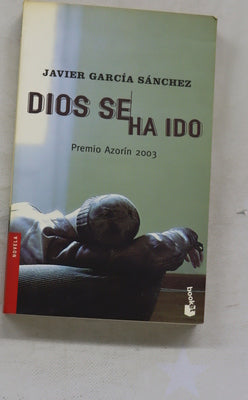 JAVIER GARCÍA SÁNCHEZ
DIOS SE
HA IDO
Premio Azorín 2003
NOVELA
booket